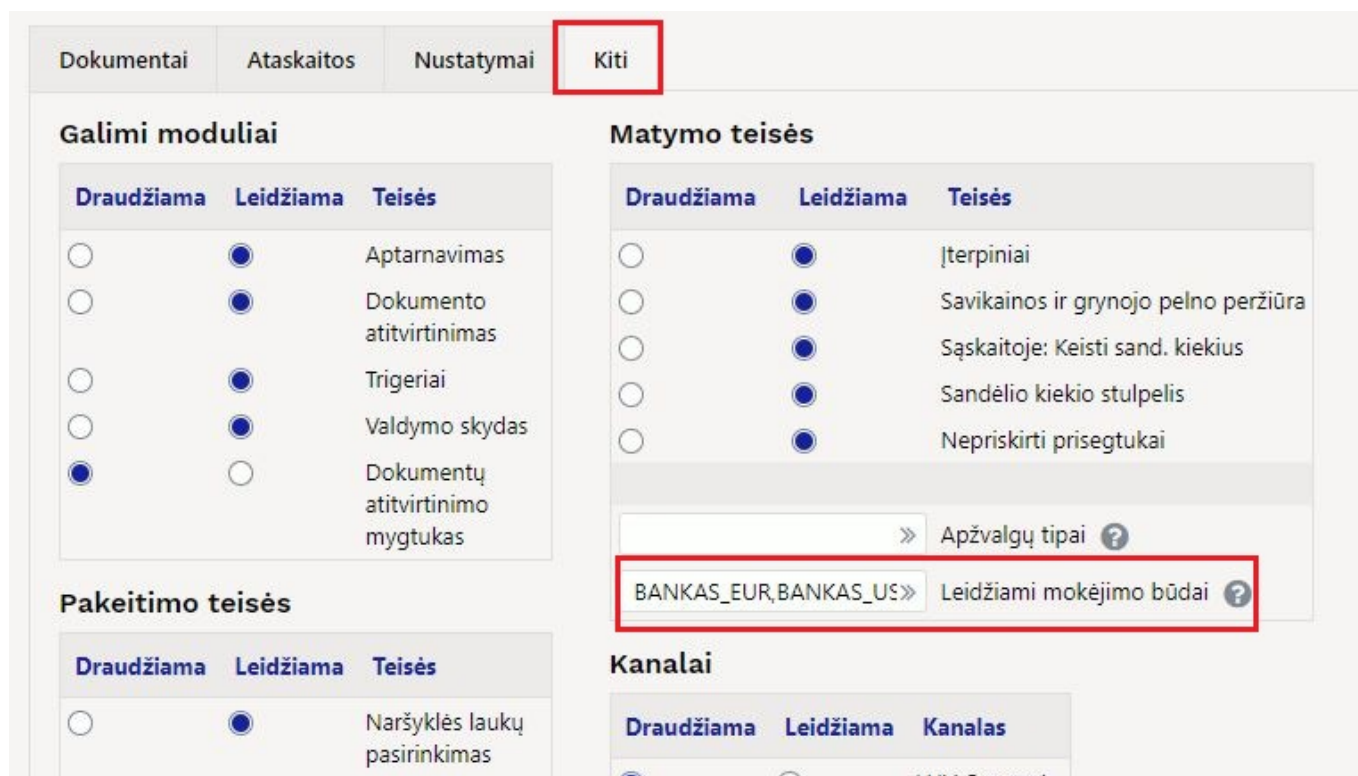 Dokumentai Ataskaitos Nustatymai Kiti
Galimi moduliai
Draudžiama Leidžiama Teisės
Aptarnavimas
Dokumento
atitvirtinimas
Trigeriai
Valdymo skydas
Dokumentų
atitvirtinimo
mygtukas
Pakeitimo teisės
Draudžiama Leidžiama Teisės
Naršyklės laukų
pasirinkimas
Matymo teisės
Draudžiama Leidžiama Teisės
Įterpiniai
Savikainos ir grynojo pelno peržiūra
Sąskaitoje: Keisti sand. kiekius
Sandėlio kiekio stulpelis
Nepriskirti prisegtukai
Apžvalgų tipai
BANKAS_EUR,BANKAS_US Leidžiami mokėjimo būdai
Kanalai
Draudžiama Leidžiama Kanalas